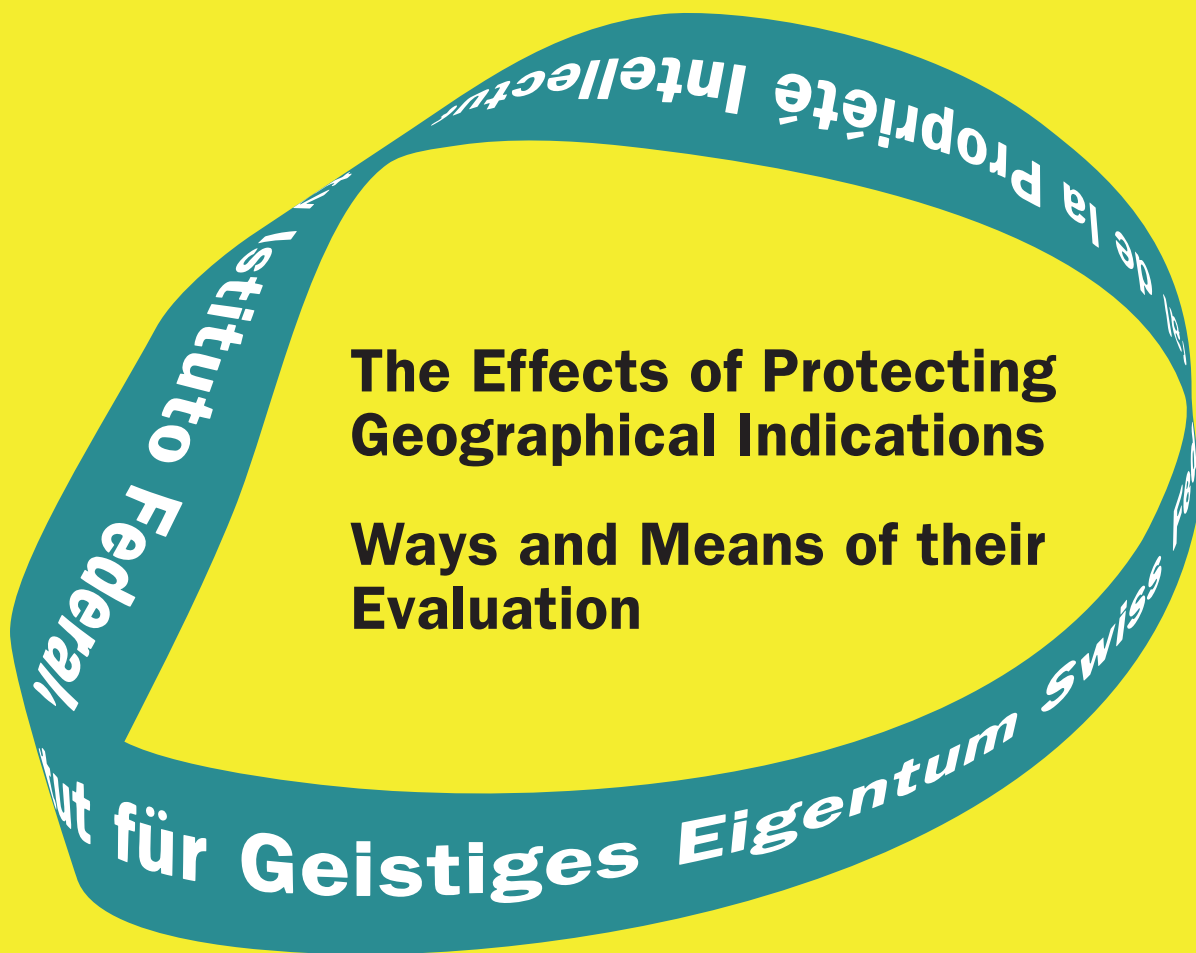 The Effects of Protecting
Geographical Indications
Ways and Means of their
Evaluation
de la Propriété Intellectu
Istituto Federal
für Geistiges Eigentum Swiss